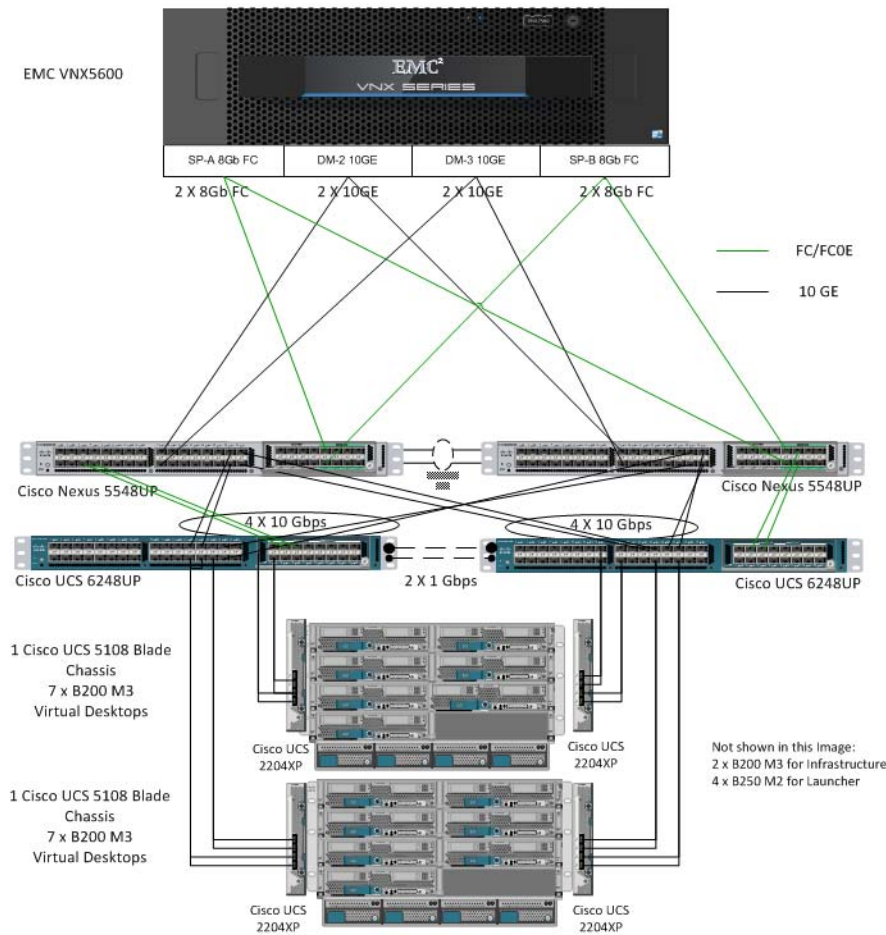 EMC VNX5600
EMC²
VNX SERIES
SP-A 8Gb FC
DM-2 10GE
DM-3 10GE
SP-B 8Gb FC
2 X 8Gb FC
2 X 10GE
2 X 10GE
2 X 8Gb FC
FC/FC0E
10 GE
Cisco Nexus 5548UP
Cisco Nexus 5548UP
4 X 10 Gbps
4 X 10 Gbps
Cisco UCS 6248UP
2 X 1 Gbps
Cisco UCS 6248UP
1 Cisco UCS 5108 Blade
Chassis
7 x B200 M3
Virtual Desktops
Cisco UCS
2204XP
Cisco UCS
2204XP
Not shown in this Image:
2 x B200 M3 for Infrastructure
4 x B250 M2 for Launcher
1 Cisco UCS 5108 Blade
Chassis
7 x B200 M3
Virtual Desktops
Cisco UCS
2204XP
Cisco UCS
2204XP